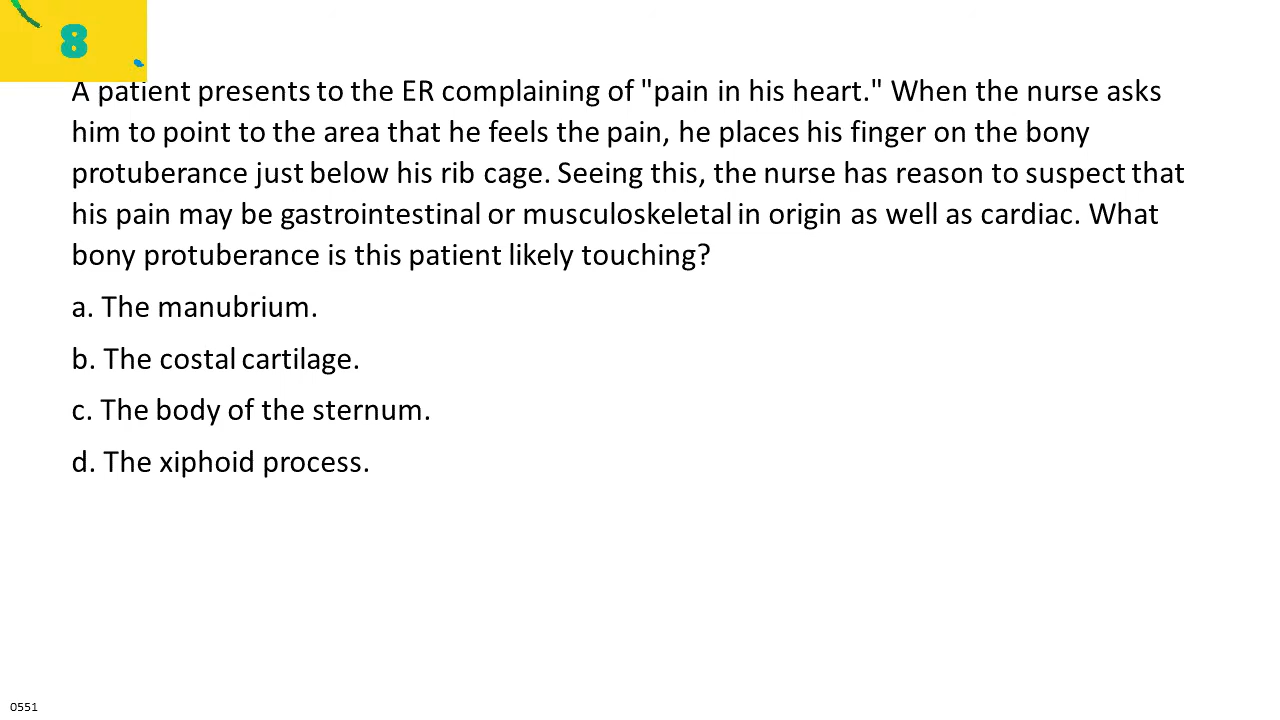 8
A patient presents to the ER complaining of "pain in his heart." When the nurse asks
him to point to the area that he feels the pain, he places his finger on the bony
protuberance just below his rib cage. Seeing this, the nurse has reason to suspect that
his pain may be gastrointestinal or musculoskeletal in origin as well as cardiac. What
bony protuberance is this patient likely touching?
a. The manubrium.
b. The costal cartilage.
c. The body of the sternum.
d. The xiphoid process.
0551